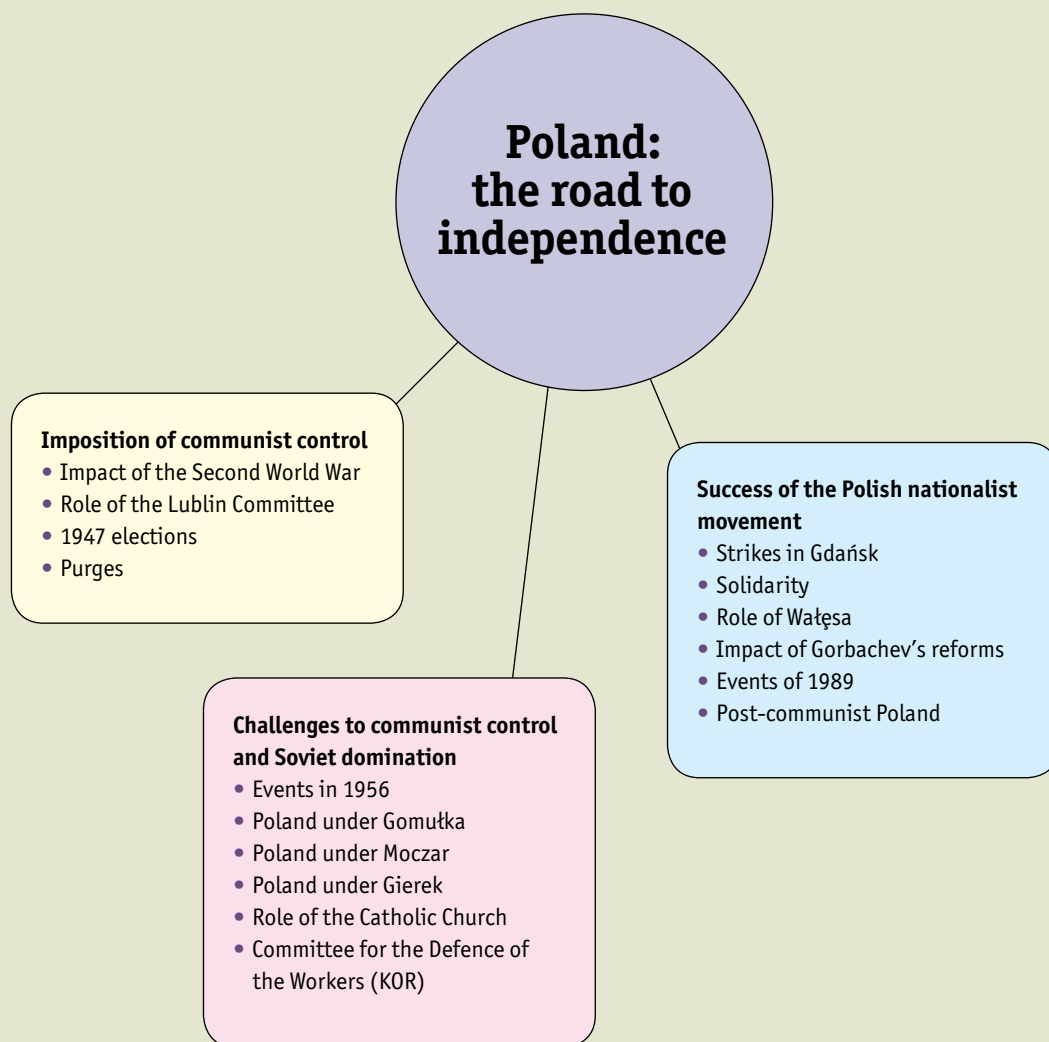 Poland:
the road to
independence
Imposition of communist control
• Impact of the Second World War
• Role of the Lublin Committee
• 1947 elections
• Purges
Challenges to communist control
and Soviet domination
• Events in 1956
• Poland under Gomułka
• Poland under Moczar
• Poland under Gierek
• Role of the Catholic Church
• Committee for the Defence of
the Workers (KOR)
Success of the Polish nationalist
movement
• Strikes in Gdańsk
• Solidarity
• Role of Wałęsa
• Impact of Gorbachev’s reforms
• Events of 1989
• Post-communist Poland